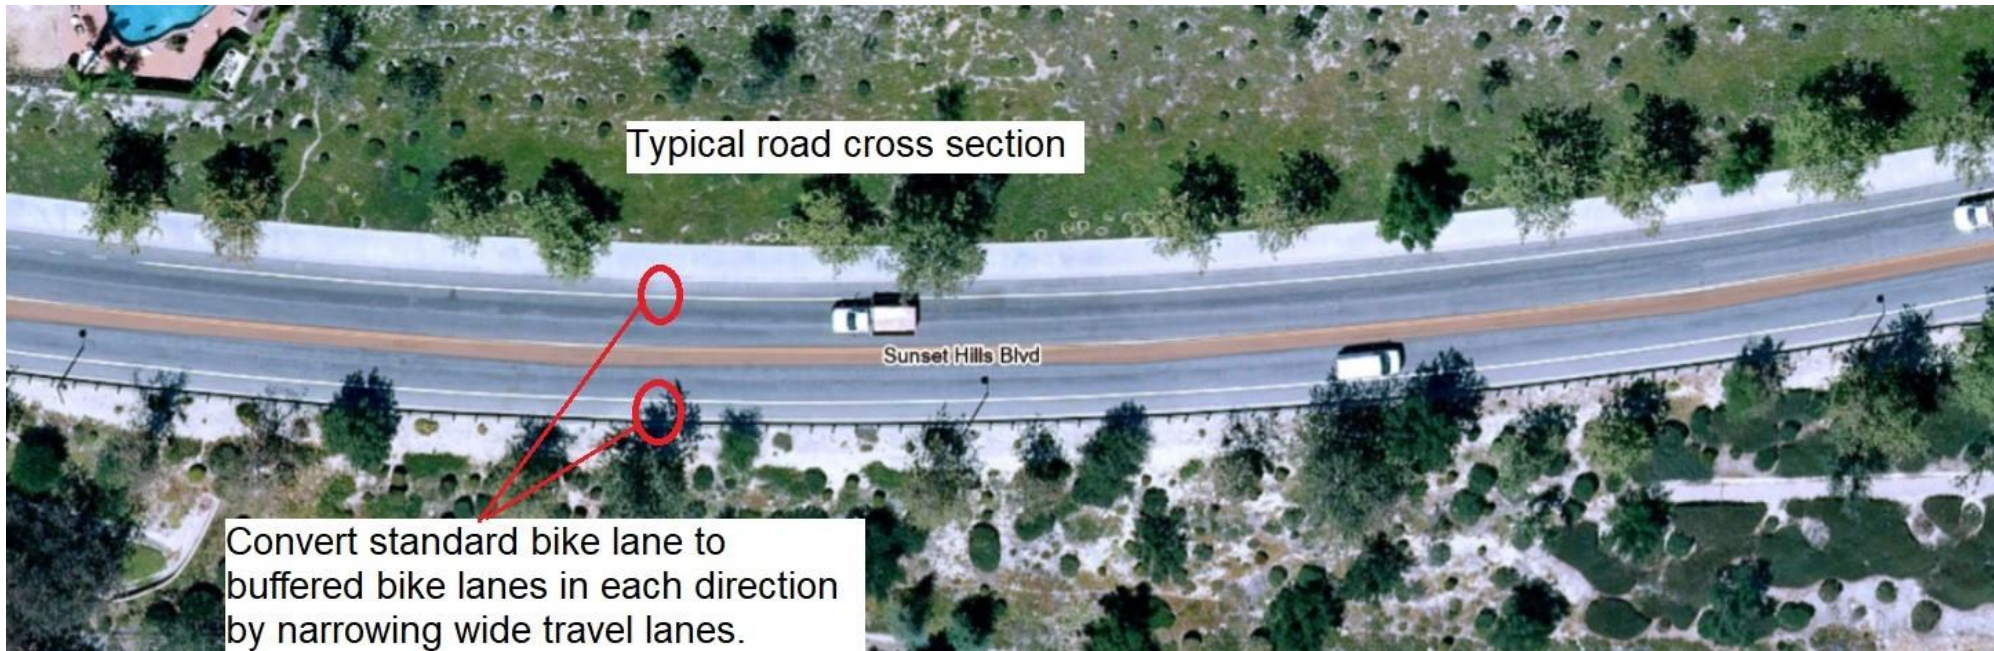 Typical road cross section
Sunset Hills Blvd
Convert standard bike lane to
buffered bike lanes in each direction
by narrowing wide travel lanes.